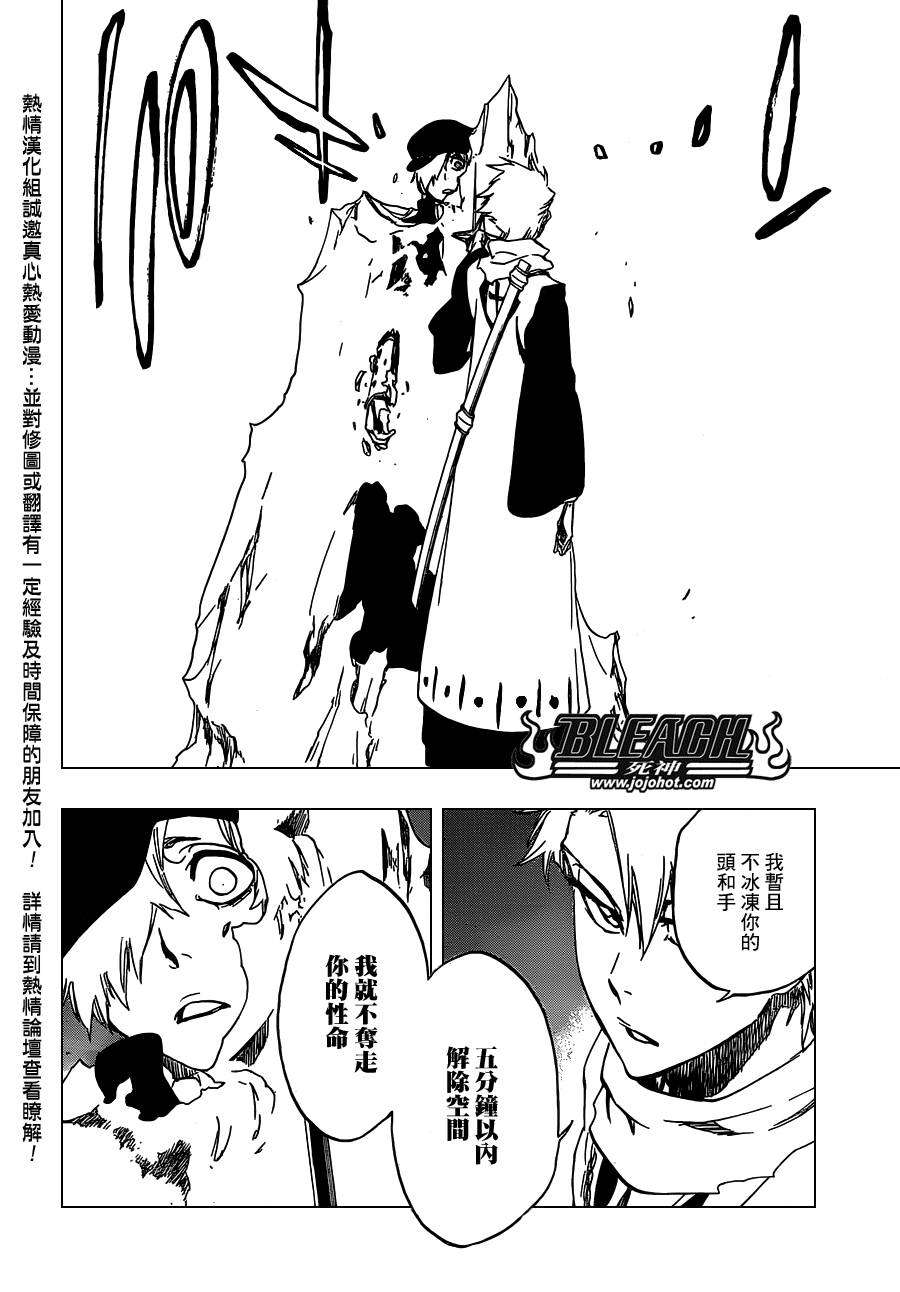 熱情漢化組誠邀真心熱愛動漫…並對修圖或翻譯有一定經驗及時間保障的朋友加入！ 詳情請到熱情論壇查看瞭解！
BLEACH
死神
www.jojohot.com
我暫且
不冰凍你的
頭和手
五分鐘以內
解除空間
我就不奪走
你的性命